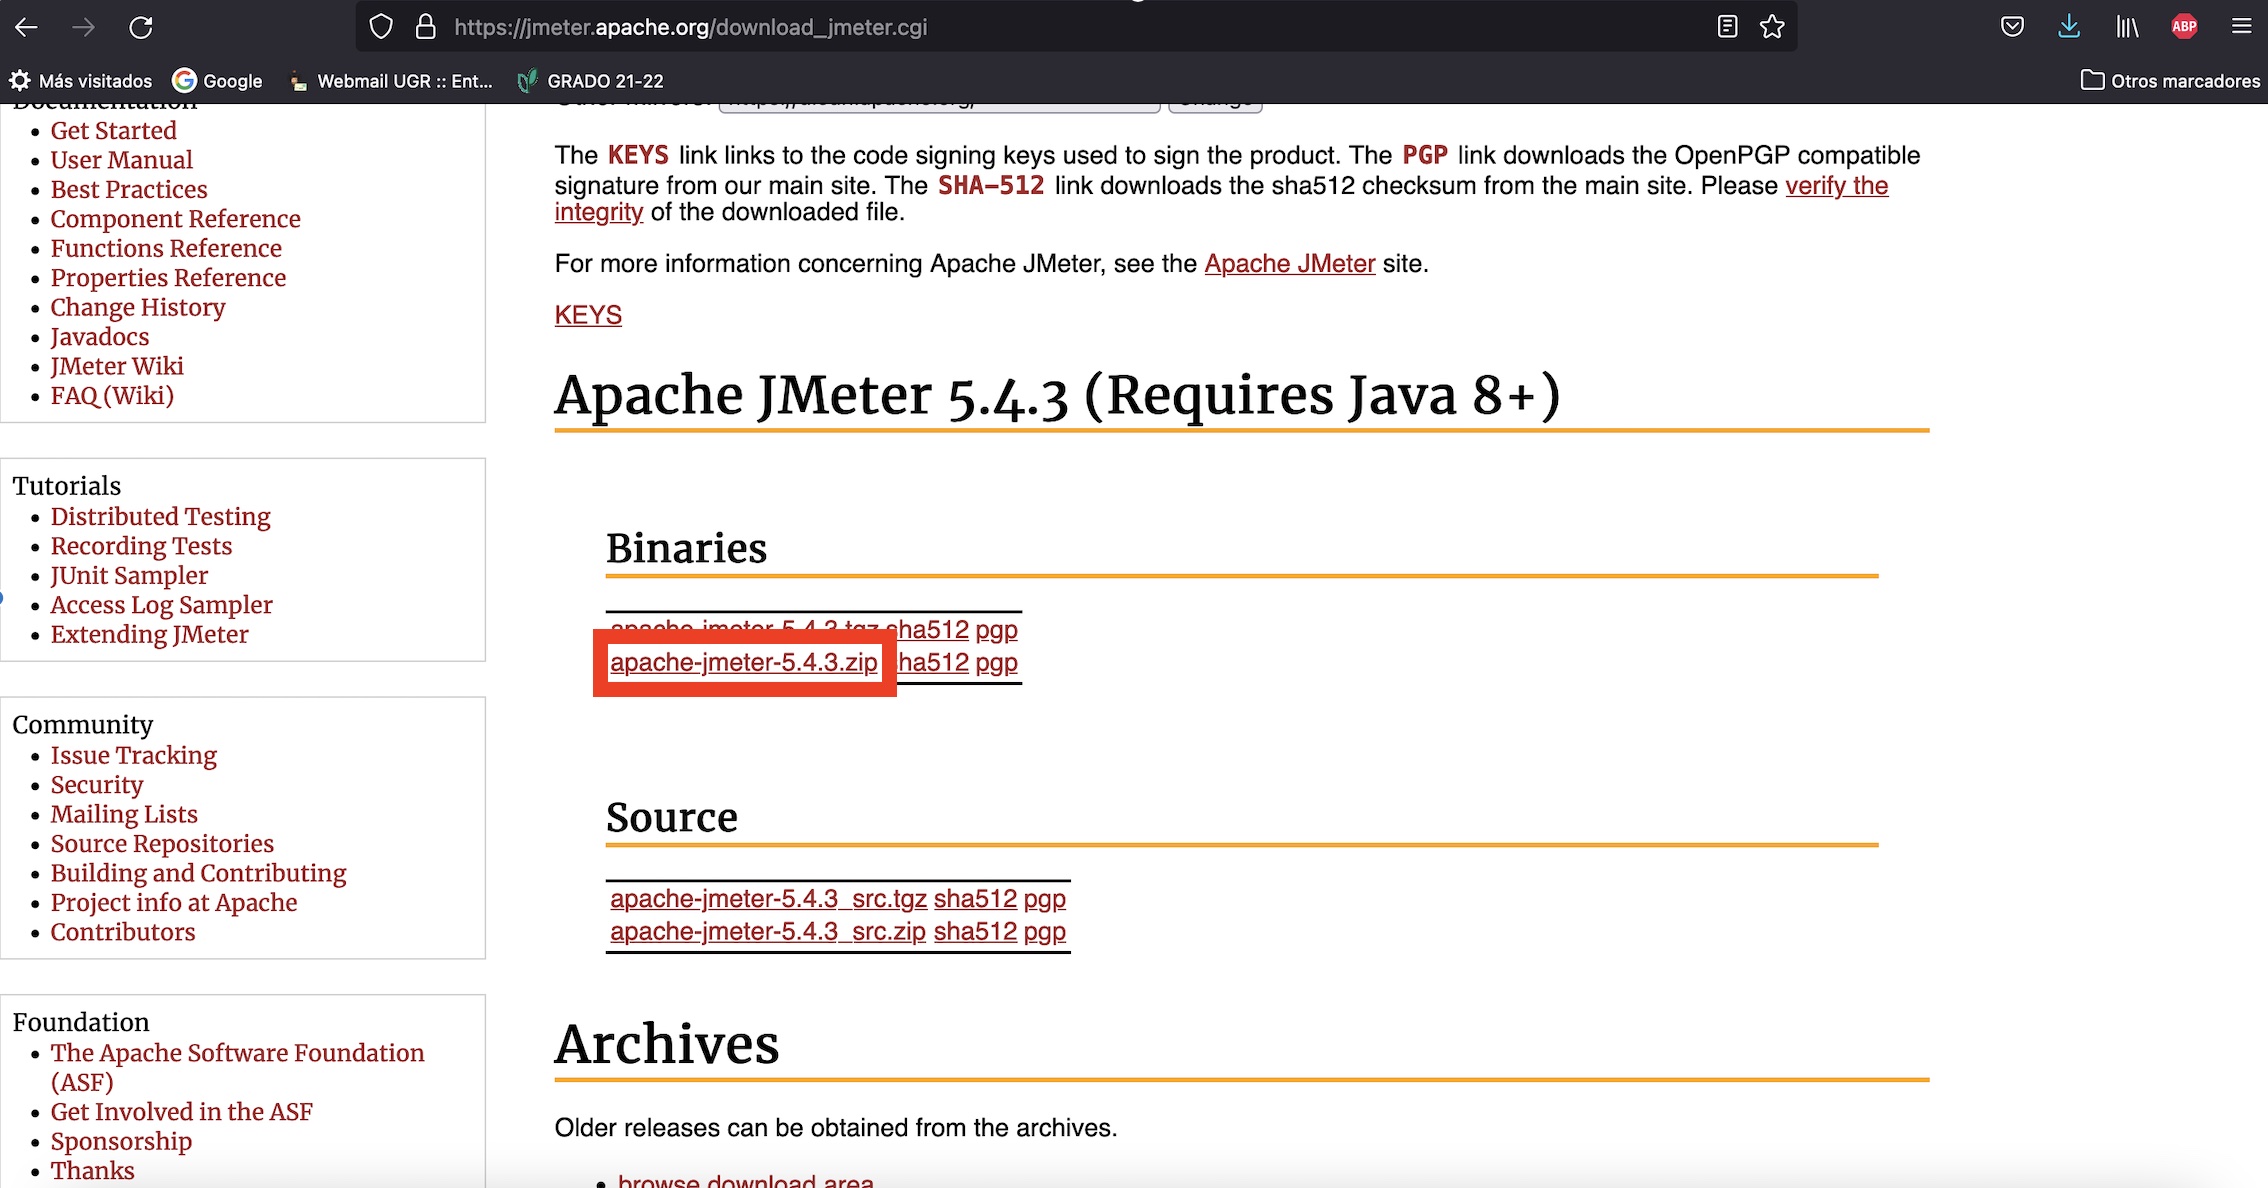 https://jmeter.apache.org/download_jmeter.cgi
ABP
Más visitados
Google
Webmail UGR :: Ent...
GRADO 21-22
Otros marcadores
Documentation
Get Started
User Manual
Best Practices
Component Reference
Functions Reference
Properties Reference
Change History
Javadocs
JMeter Wiki
FAQ (Wiki)
Tutorials
Distributed Testing
Recording Tests
JUnit Sampler
Access Log Sampler
Extending JMeter
Community
Issue Tracking
Security
Mailing Lists
Source Repositories
Building and Contributing
Project info at Apache
Contributors
Foundation
The Apache Software Foundation
(ASF)
Get Involved in the ASF
Sponsorship
Thanks
The KEYS link links to the code signing keys used to sign the product. The PGP link downloads the OpenPGP compatible
signature from our main site. The SHA-512 link downloads the sha512 checksum from the main site. Please verify the
integrity of the downloaded file.
For more information concerning Apache JMeter, see the Apache JMeter site.
KEYS
Apache JMeter 5.4.3 (Requires Java 8+)
Binaries
apache-jmeter-5.4.3.tgz sha512 pgp
apache-jmeter-5.4.3.zip sha512 pgp
Source
apache-jmeter-5.4.3_src.tgz sha512 pgp
apache-jmeter-5.4.3_src.zip sha512 pgp
Archives
Older releases can be obtained from the archives.
browse download area